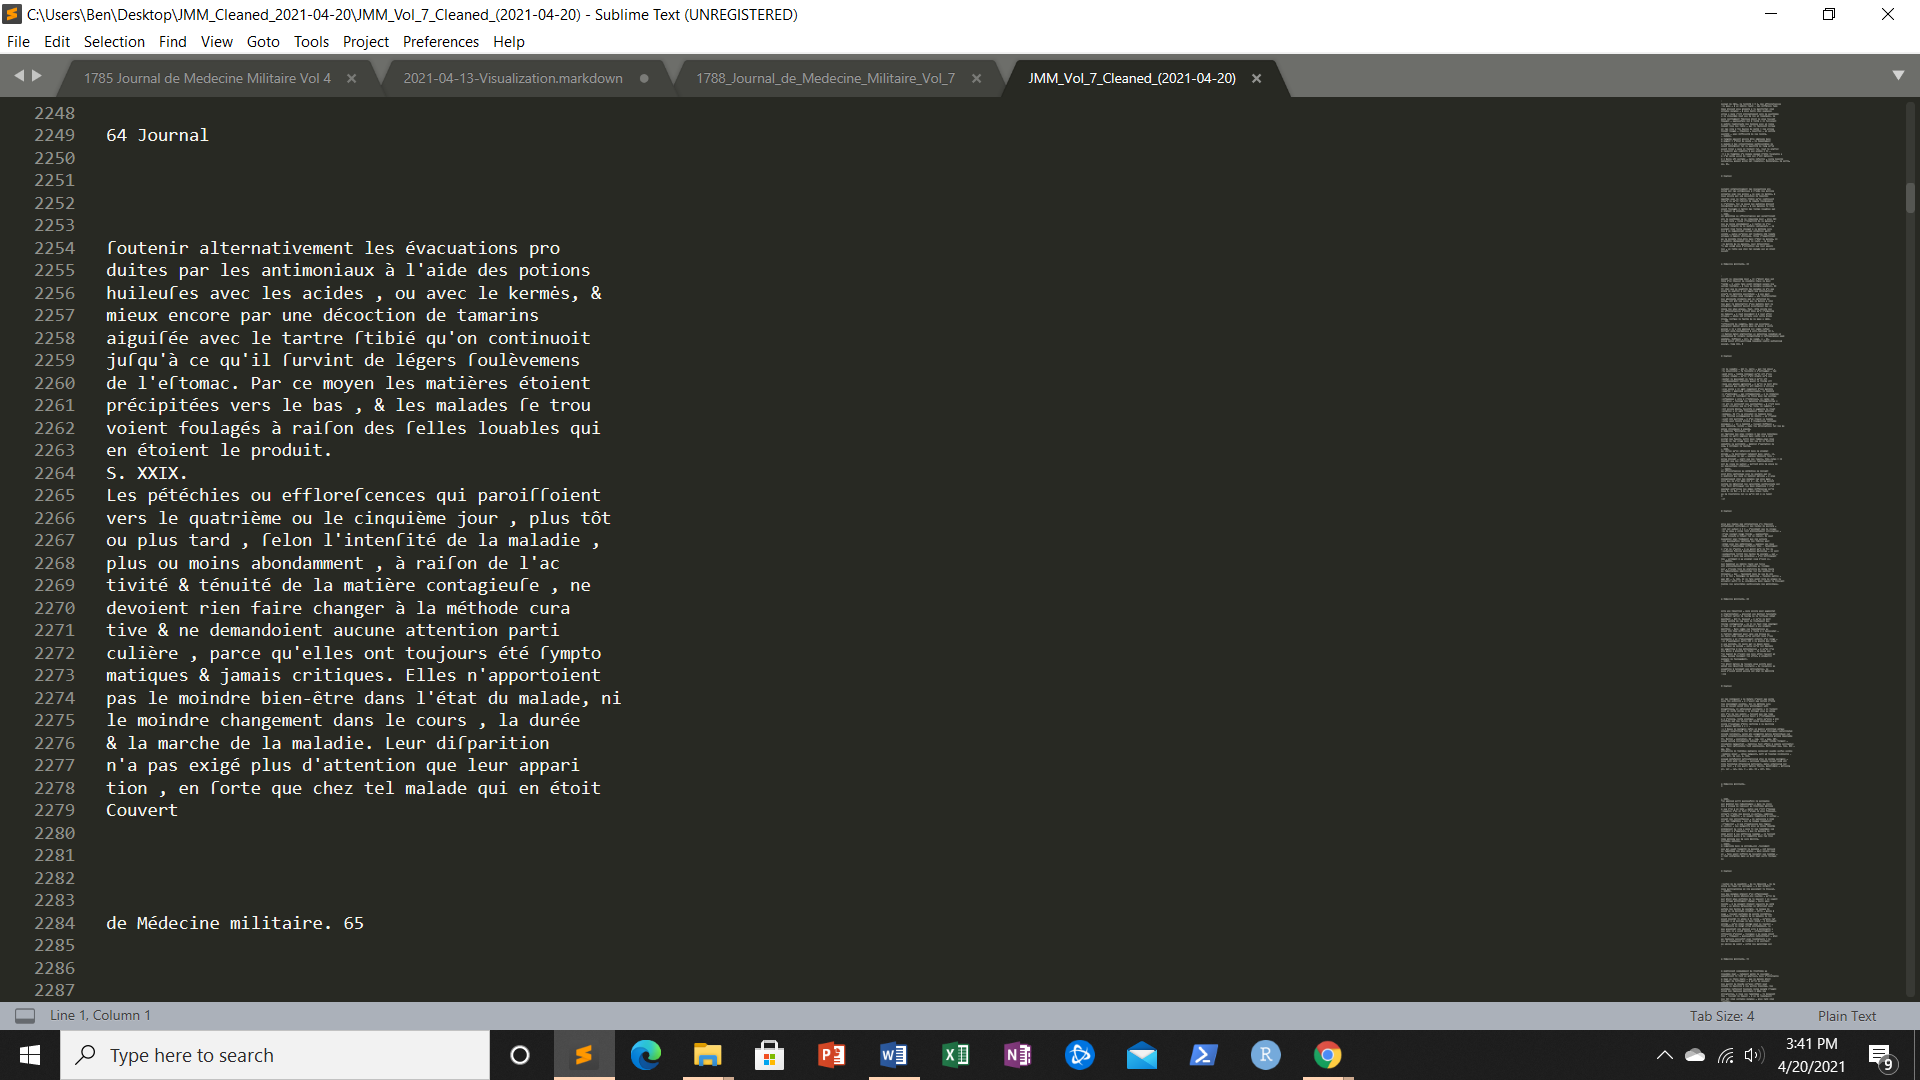 C:\Users\Ben\Desktop\JMM_Cleaned_2021-04-20\JMM_Vol_7_Cleaned_(2021-04-20) - Sublime Text (UNREGISTERED)
File Edit Selection Find View Goto Tools Project Preferences Help
1785 Journal de Medecine Militaire Vol 4 2021-04-13-Visualization.markdown 1788_Journal_de_Medecine_Militaire_Vol_7 JMM_Vol_7_Cleaned_(2021-04-20)
2248
2249 64 Journal
2250
2251
2252
2253
2254 ſoutenir alternativement les évacuations pro
2255 duites par les antimoniaux à l'aide des potions
2256 huileuſes avec les acides , ou avec le kermės, &
2257 mieux encore par une décoction de tamarins
2258 aiguiſée avec le tartre ſtibié qu'on continuoit
2259 juſqu'à ce qu'il ſurvint de légers ſoulèvemens
2260 de l'eſtomac. Par ce moyen les matières étoient
2261 précipitées vers le bas , & les malades ſe trou
2262 voient foulagés à raiſon des ſelles louables qui
2263 en étoient le produit.
2264 S. XXIX.
2265 Les pétéchies ou effloreſcences qui paroiſſoient
2266 vers le quatrième ou le cinquième jour , plus tôt
2267 ou plus tard , ſelon l'intenſité de la maladie ,
2268 plus ou moins abondamment , à raiſon de l'ac
2269 tivité & ténuité de la matière contagieuſe , ne
2270 devoient rien faire changer à la méthode cura
2271 tive & ne demandoient aucune attention parti
2272 culière , parce qu'elles ont toujours été ſympto
2273 matiques & jamais critiques. Elles n'apportoient
2274 pas le moindre bien-être dans l'état du malade, ni
2275 le moindre changement dans le cours , la durée
2276 & la marche de la maladie. Leur diſparition
2277 n'a pas exigé plus d'attention que leur appari
2278 tion , en ſorte que chez tel malade qui en étoit
2279 Couvert
2280
2281
2282
2283
2284 de Médecine militaire. 65
2285
2286
2287
Line 1, Column 1 Tab Size: 4 Plain Text
Type here to search
3:41 PM
4/20/2021
9